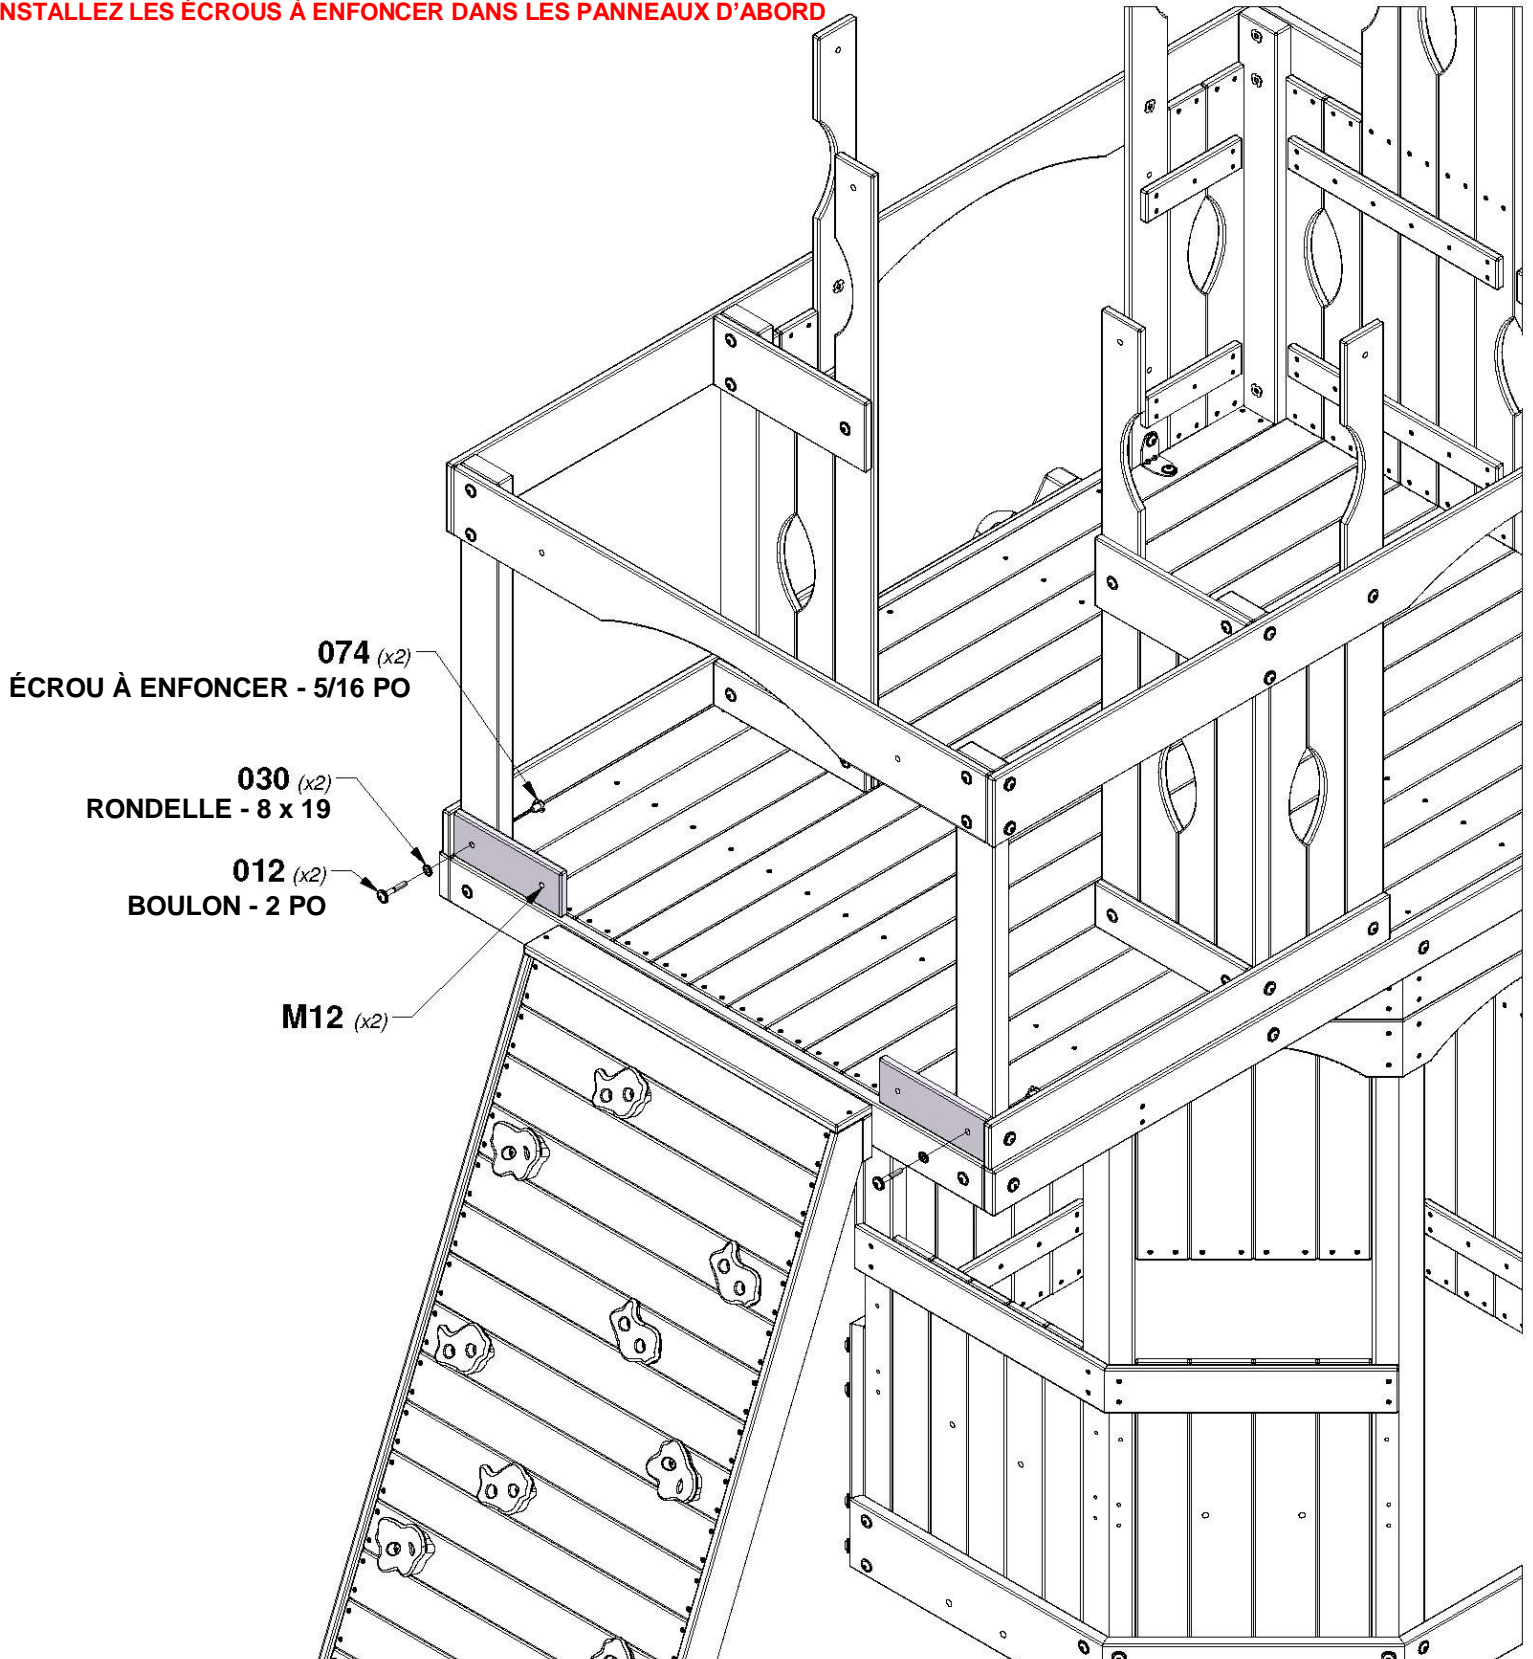 NSTALLEZ LES ÉCROUS À ENFONCER DANS LES PANNEAUX D'ABORD
074 (x2)
ÉCROU À ENFONCER - 5/16 PO
030 (x2)
RONDELLE - 8 x 19
012 (x2)
BOULON - 2 PO
M12 (x2)